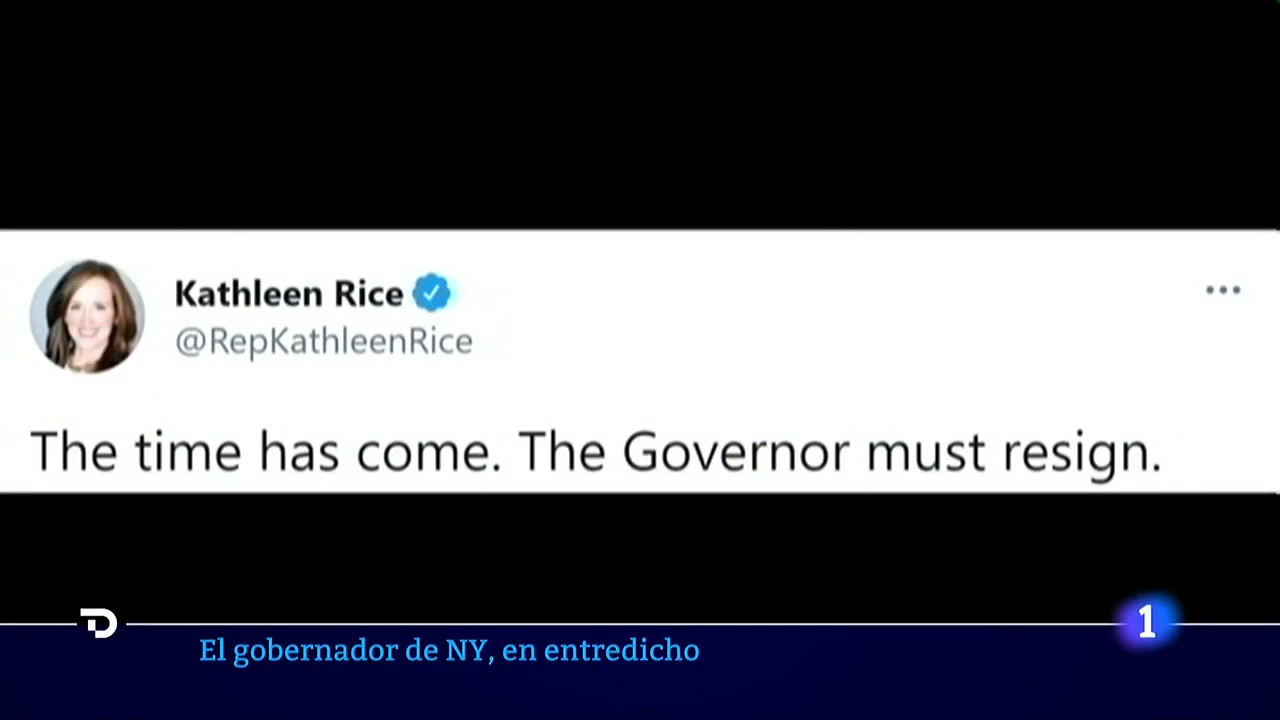 Kathleen Rice
@RepKathleenRice
The time has come. The Governor must resign.
1
El gobernador de NY, en entredicho